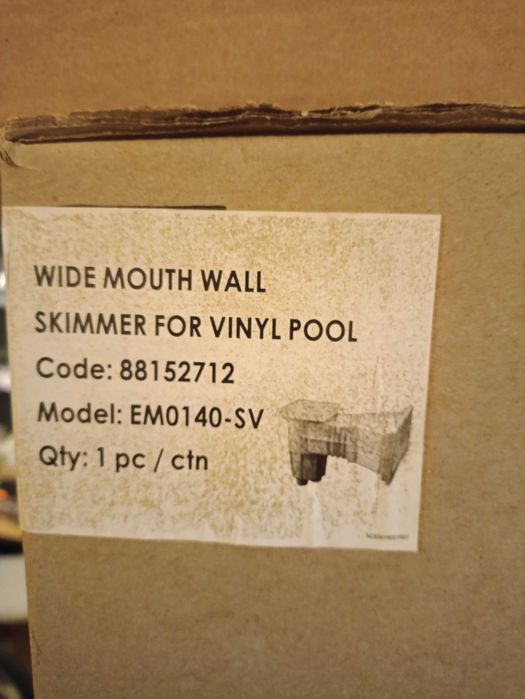 WIDE MOUTH WALL
SKIMMER FOR VINYL POOL
Code: 88152712
Model: EM0140-SV
Qty: 1 pc / ctn